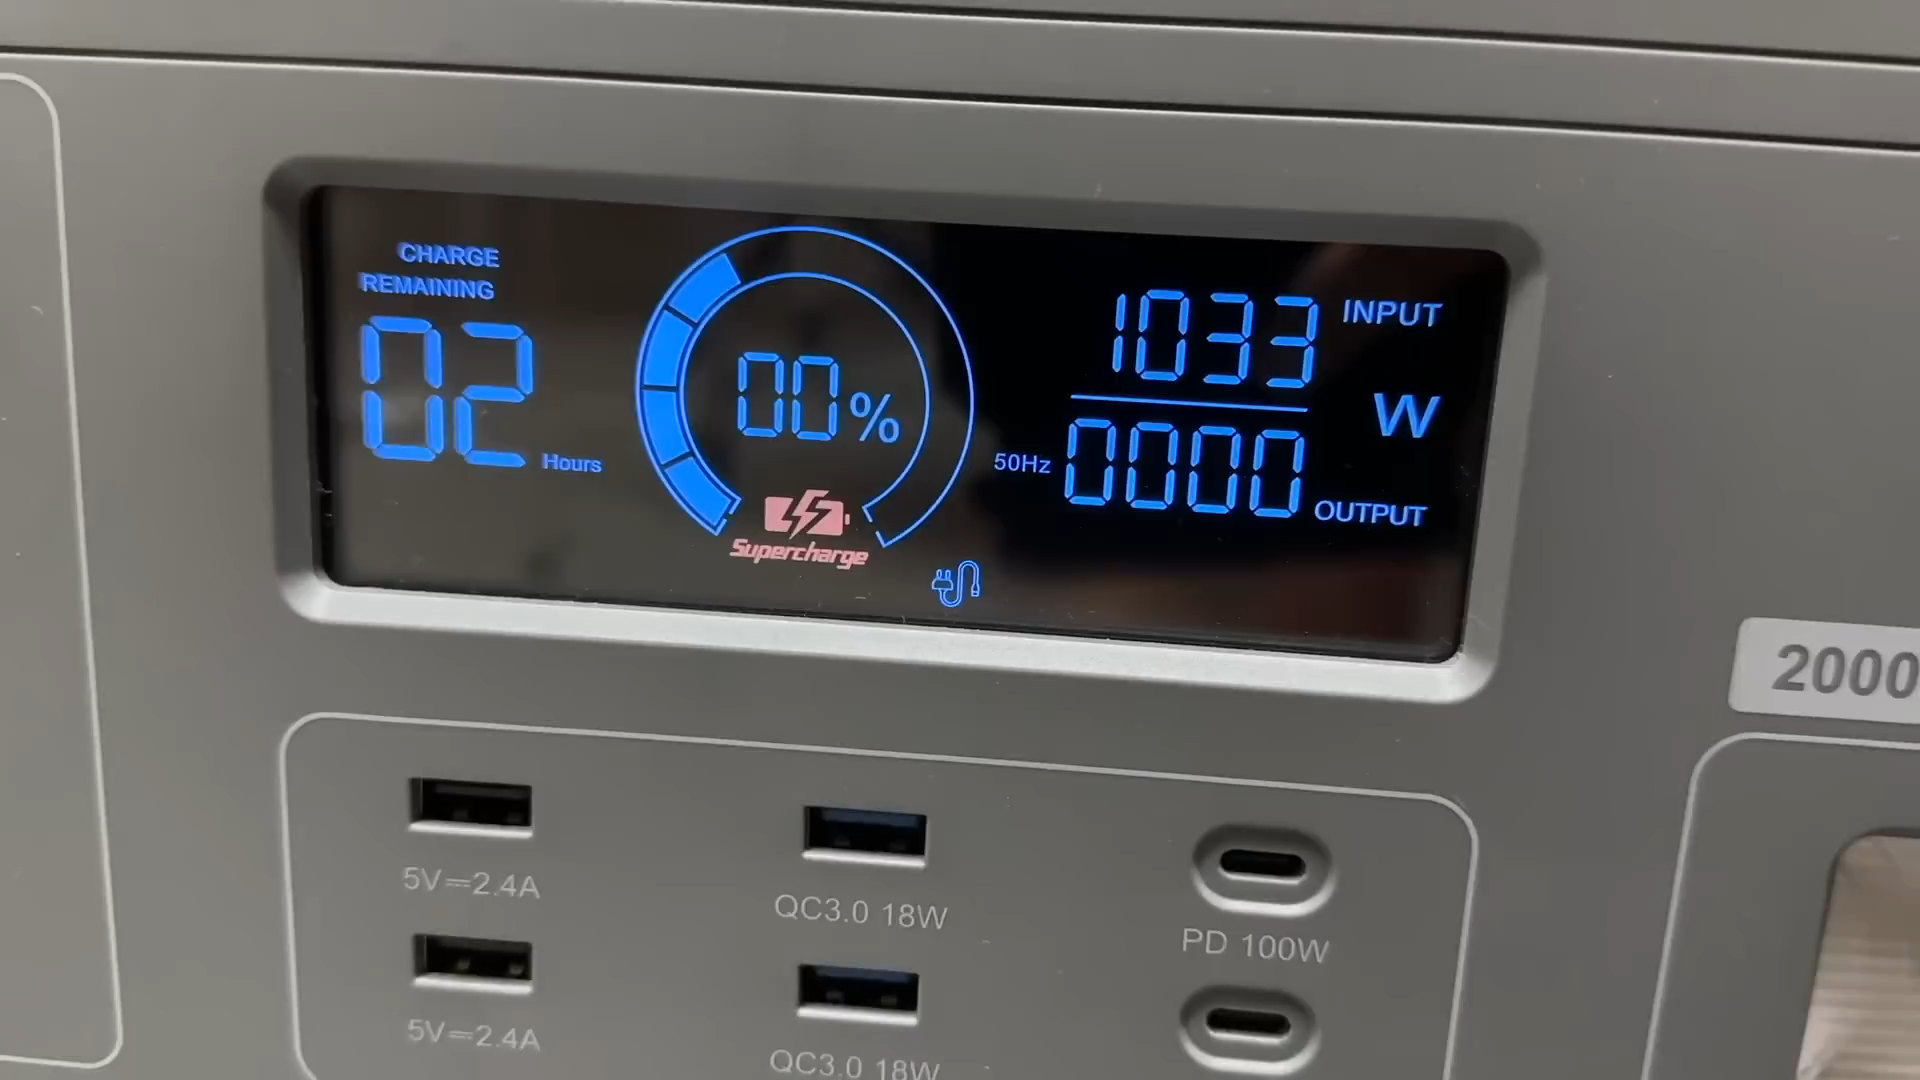 CHARGE
REMAINING
02 Hours
00%
Supercharge
1033 INPUT
W
50Hz 0000 OUTPUT
2000
5V⎓2.4A
QC3.0 18W
PD 100W
5V⎓2.4A
QC3.0 18W